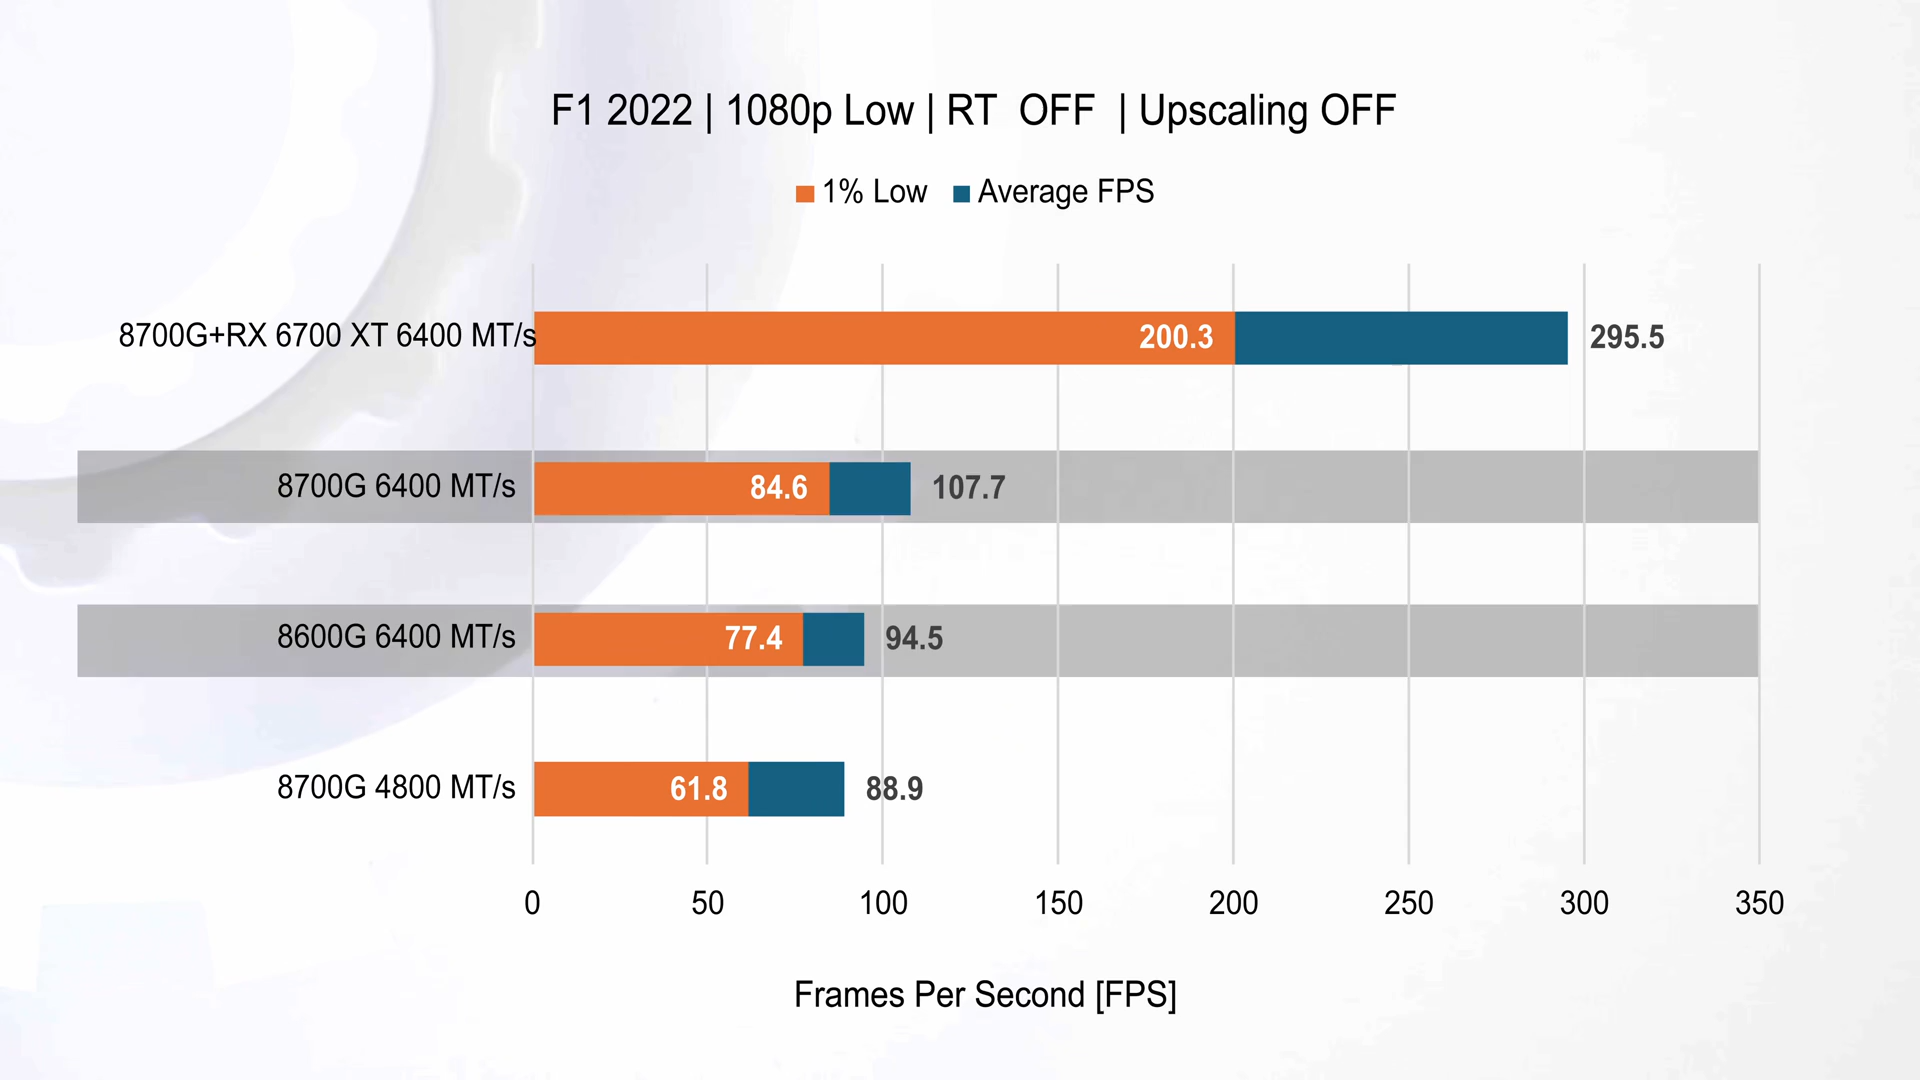 F1 2022 | 1080p Low | RT OFF | Upscaling OFF
1% Low Average FPS
8700G+RX 6700 XT 6400 MT/s 200.3 295.5
8700G 6400 MT/s 84.6 107.7
8600G 6400 MT/s 77.4 94.5
8700G 4800 MT/s 61.8 88.9
0 50 100 150 200 250 300 350
Frames Per Second [FPS]